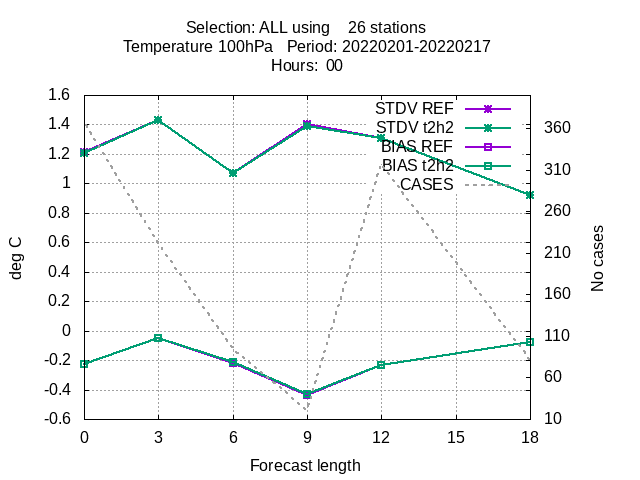 Selection: ALL using    26 stations
Temperature 100hPa   Period: 20220201-20220217
Hours:  00
1.6
1.4
1.2
1
0.8
0.6
0.4
0.2
0
-0.2
-0.4
-0.6
deg C
STDV REF
STDV t2h2
BIAS REF
BIAS t2h2
CASES
360
310
260
210
160
110
60
10
No cases
0 3 6 9 12 15 18
Forecast length